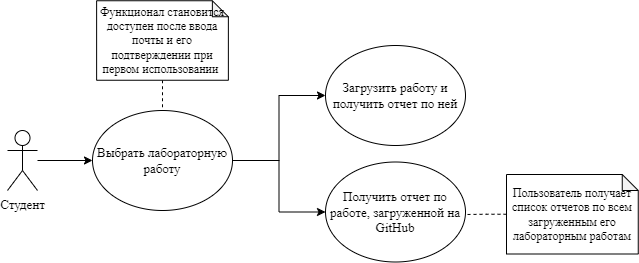 Функционал становится
доступен после ввода
почты и его
подтверждении при
первом использовании
Загрузить работу и
получить отчет по ней
Выбрать лабораторную
работу
Студент
Получить отчет по
работе, загруженной на
GitHub
Пользователь получает
список отчетов по всем
загруженным его
лабораторным работам